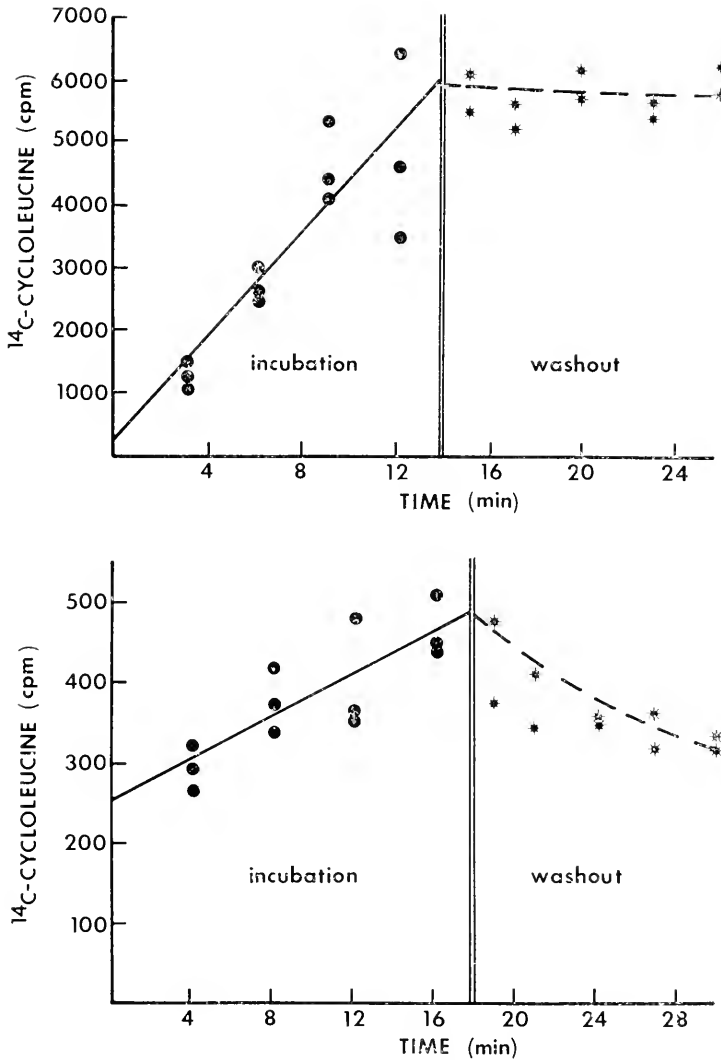 7000
6000
5000
4000
3000
2000
1000
¹⁴C-CYCLOLEUCINE (cpm)
incubation
washout
4 8 12 16 20 24
TIME (min)
500
400
300
200
100
¹⁴C-CYCLOLEUCINE (cpm)
incubation
washout
4 8 12 16 20 24 28
TIME (min)